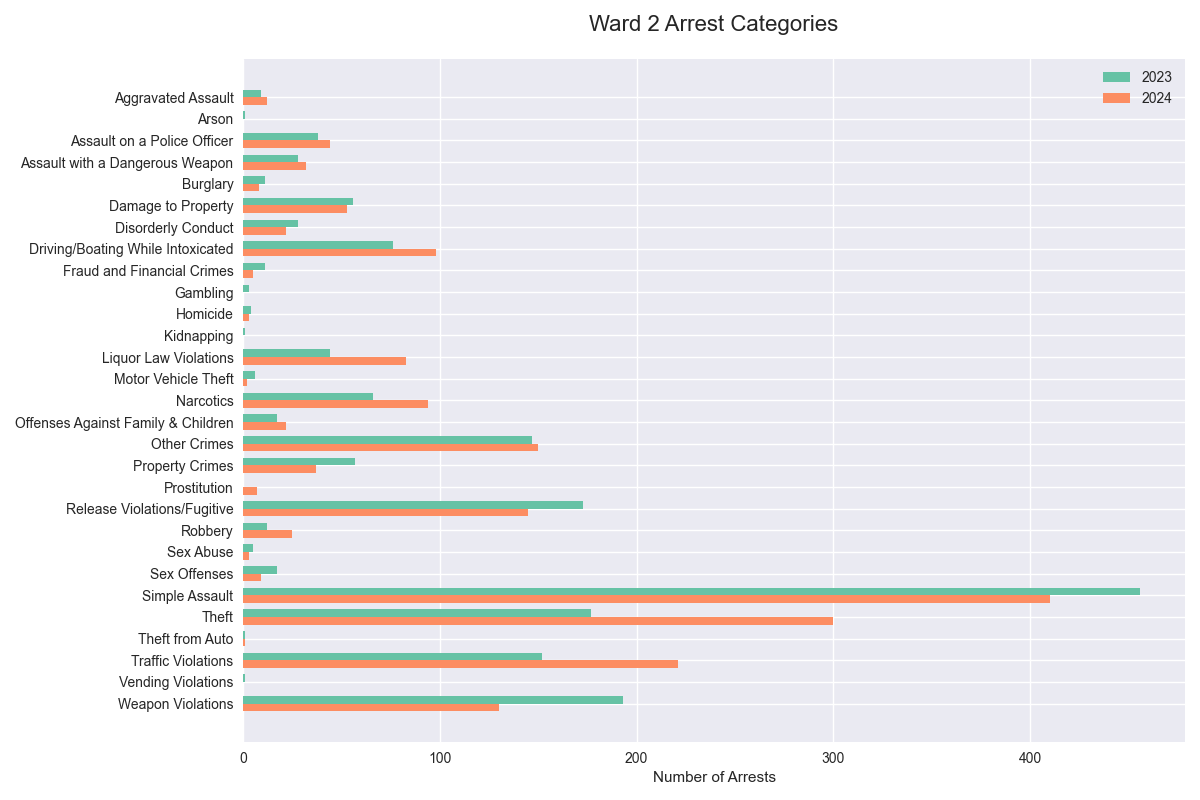 Ward 2 Arrest Categories
2023
2024
Aggravated Assault
Arson
Assault on a Police Officer
Assault with a Dangerous Weapon
Burglary
Damage to Property
Disorderly Conduct
Driving/Boating While Intoxicated
Fraud and Financial Crimes
Gambling
Homicide
Kidnapping
Liquor Law Violations
Motor Vehicle Theft
Narcotics
Offenses Against Family & Children
Other Crimes
Property Crimes
Prostitution
Release Violations/Fugitive
Robbery
Sex Abuse
Sex Offenses
Simple Assault
Theft
Theft from Auto
Traffic Violations
Vending Violations
Weapon Violations
0 100 200 300 400
Number of Arrests